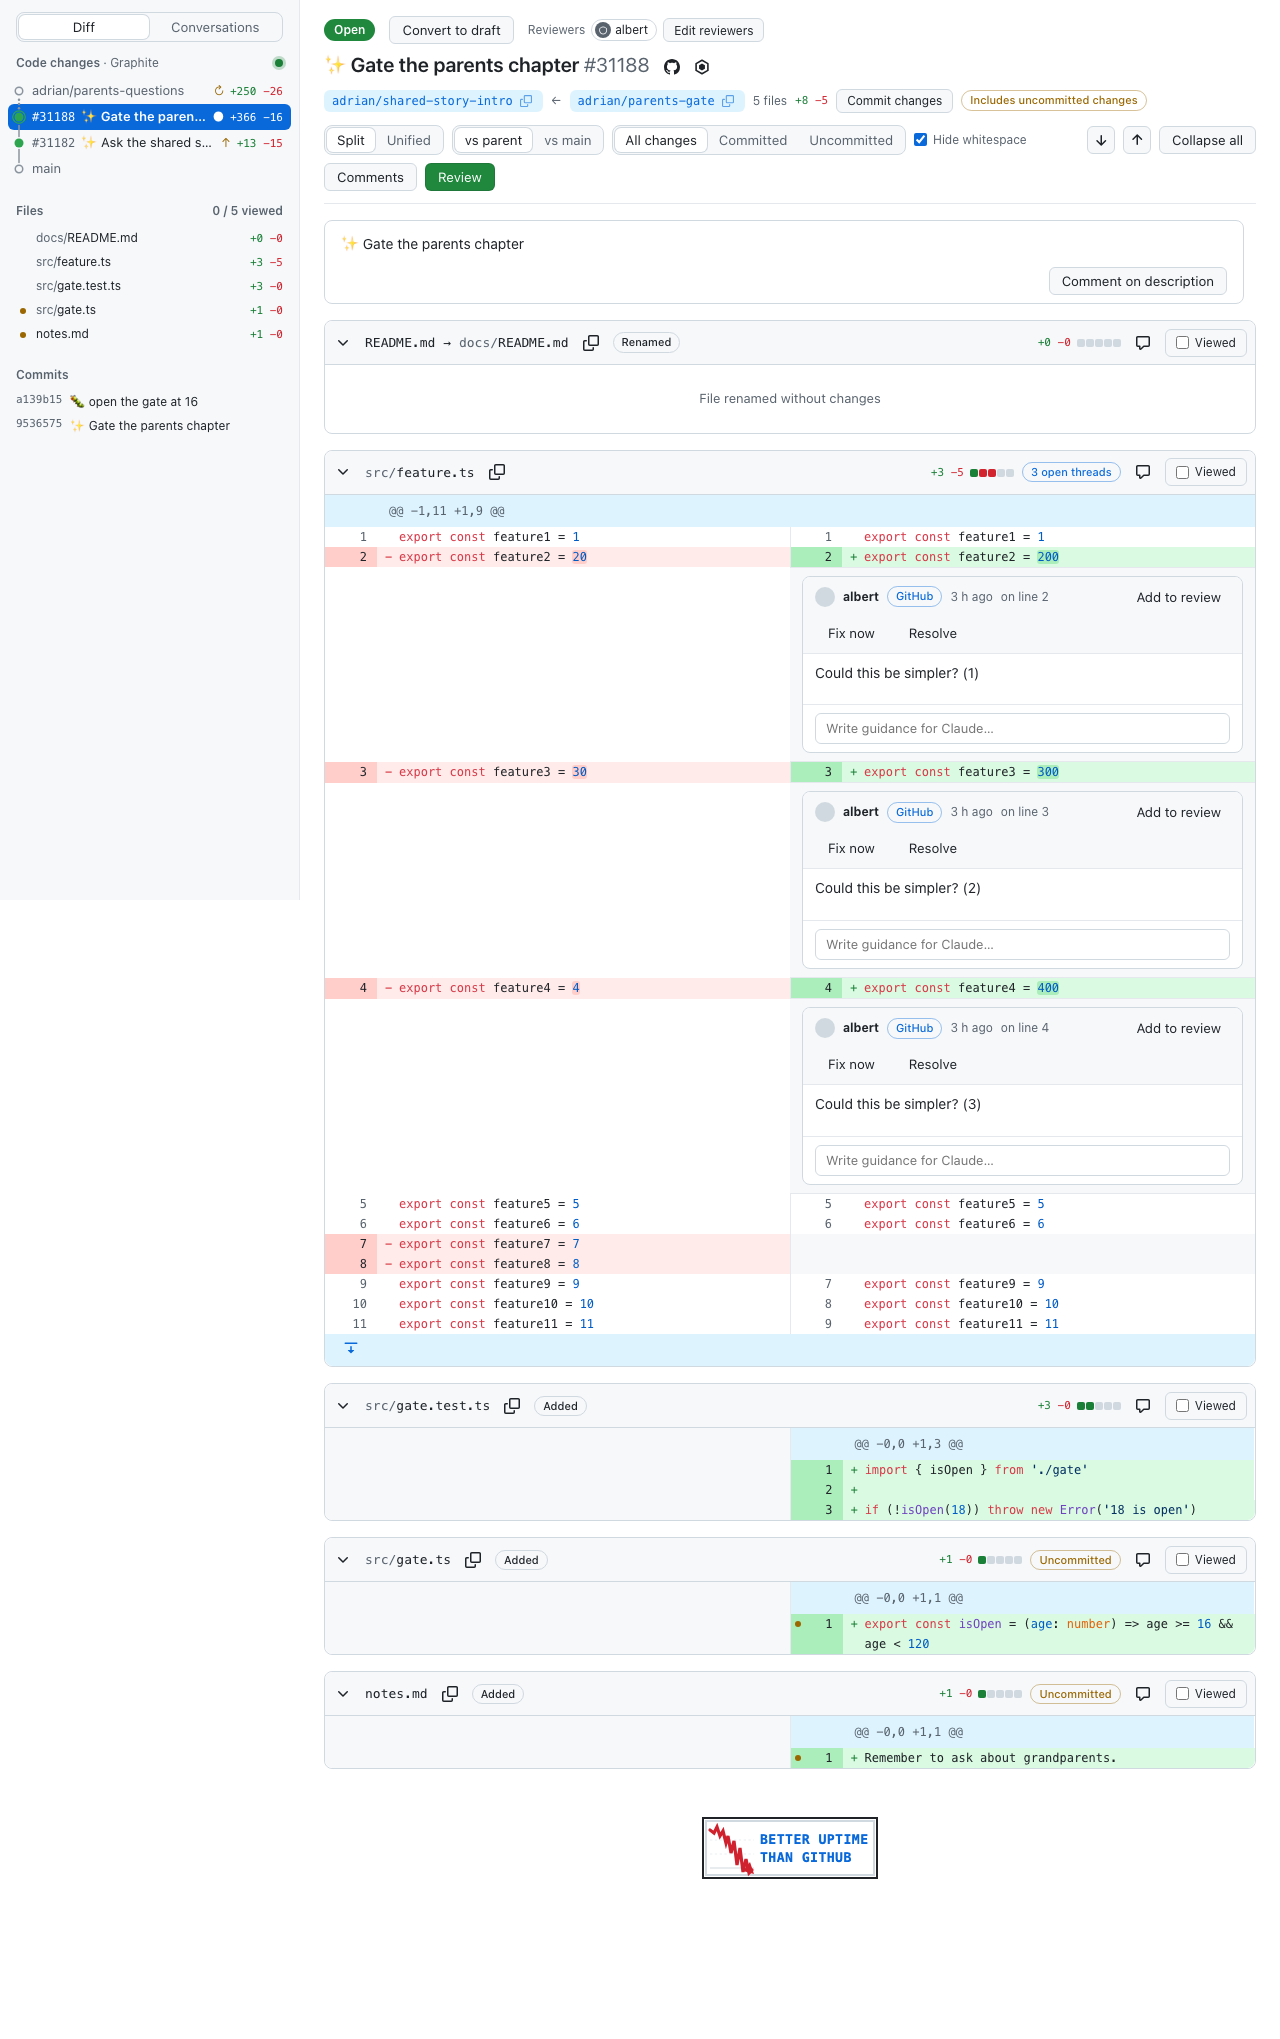 Diff Conversations
Code changes · Graphite
adrian/parents-questions +250 −26
#31188 ✨ Gate the paren... +366 −16
#31182 ✨ Ask the shared s... ↑ +13 −15
main
Files 0 / 5 viewed
docs/README.md +0 −0
src/feature.ts +3 −5
src/gate.test.ts +3 −0
src/gate.ts +1 −0
notes.md +1 −0
Commits
a139b15 🐛 open the gate at 16
9536575 ✨ Gate the parents chapter
Open Convert to draft Reviewers albert Edit reviewers
✨ Gate the parents chapter #31188
adrian/shared-story-intro ← adrian/parents-gate 5 files +8 −5 Commit changes Includes uncommitted changes
Split Unified vs parent vs main All changes Committed Uncommitted Hide whitespace ↓ ↑ Collapse all
Comments Review
✨ Gate the parents chapter
Comment on description
README.md → docs/README.md Renamed +0 −0 Viewed
File renamed without changes
src/feature.ts +3 −5 3 open threads Viewed
@@ −1,11 +1,9 @@
1 export const feature1 = 1 1 export const feature1 = 1
2 − export const feature2 = 20 2 + export const feature2 = 200
albert GitHub 3 h ago on line 2 Add to review
Fix now Resolve
Could this be simpler? (1)
Write guidance for Claude...
3 − export const feature3 = 30 3 + export const feature3 = 300
albert GitHub 3 h ago on line 3 Add to review
Fix now Resolve
Could this be simpler? (2)
Write guidance for Claude...
4 − export const feature4 = 4 4 + export const feature4 = 400
albert GitHub 3 h ago on line 4 Add to review
Fix now Resolve
Could this be simpler? (3)
Write guidance for Claude...
5 export const feature5 = 5 5 export const feature5 = 5
6 export const feature6 = 6 6 export const feature6 = 6
7 − export const feature7 = 7
8 − export const feature8 = 8
9 export const feature9 = 9 7 export const feature9 = 9
10 export const feature10 = 10 8 export const feature10 = 10
11 export const feature11 = 11 9 export const feature11 = 11
src/gate.test.ts Added +3 −0 Viewed
@@ −0,0 +1,3 @@
1 + import { isOpen } from './gate'
2 +
3 + if (!isOpen(18)) throw new Error('18 is open')
src/gate.ts Added +1 −0 Uncommitted Viewed
@@ −0,0 +1,1 @@
1 + export const isOpen = (age: number) => age >= 16 &&
age < 120
notes.md Added +1 −0 Uncommitted Viewed
@@ −0,0 +1,1 @@
1 + Remember to ask about grandparents.
BETTER UPTIME
THAN GITHUB